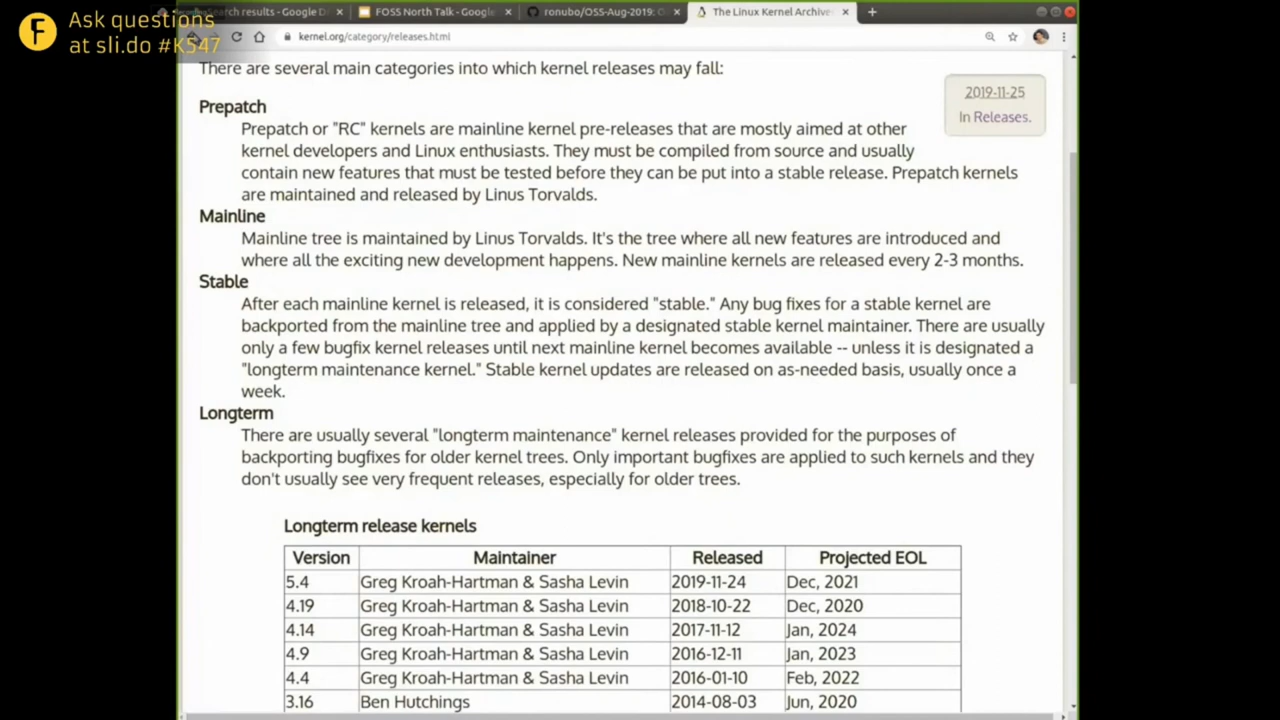 Ask questions
at sli.do #K547
Search results - Google D
FOSS North Talk - Google
ronubo/OSS-Aug-2019: O
The Linux Kernel Archive
kernel.org/category/releases.html
There are several main categories into which kernel releases may fall:
2019-11-25
In Releases.
Prepatch
Prepatch or "RC" kernels are mainline kernel pre-releases that are mostly aimed at other
kernel developers and Linux enthusiasts. They must be compiled from source and usually
contain new features that must be tested before they can be put into a stable release. Prepatch kernels
are maintained and released by Linus Torvalds.
Mainline
Mainline tree is maintained by Linus Torvalds. It's the tree where all new features are introduced and
where all the exciting new development happens. New mainline kernels are released every 2-3 months.
Stable
After each mainline kernel is released, it is considered "stable." Any bug fixes for a stable kernel are
backported from the mainline tree and applied by a designated stable kernel maintainer. There are usually
only a few bugfix kernel releases until next mainline kernel becomes available -- unless it is designated a
"longterm maintenance kernel." Stable kernel updates are released on as-needed basis, usually once a
week.
Longterm
There are usually several "longterm maintenance" kernel releases provided for the purposes of
backporting bugfixes for older kernel trees. Only important bugfixes are applied to such kernels and they
don't usually see very frequent releases, especially for older trees.
Longterm release kernels
Version Maintainer Released Projected EOL
5.4 Greg Kroah-Hartman & Sasha Levin 2019-11-24 Dec, 2021
4.19 Greg Kroah-Hartman & Sasha Levin 2018-10-22 Dec, 2020
4.14 Greg Kroah-Hartman & Sasha Levin 2017-11-12 Jan, 2024
4.9 Greg Kroah-Hartman & Sasha Levin 2016-12-11 Jan, 2023
4.4 Greg Kroah-Hartman & Sasha Levin 2016-01-10 Feb, 2022
3.16 Ben Hutchings 2014-08-03 Jun, 2020